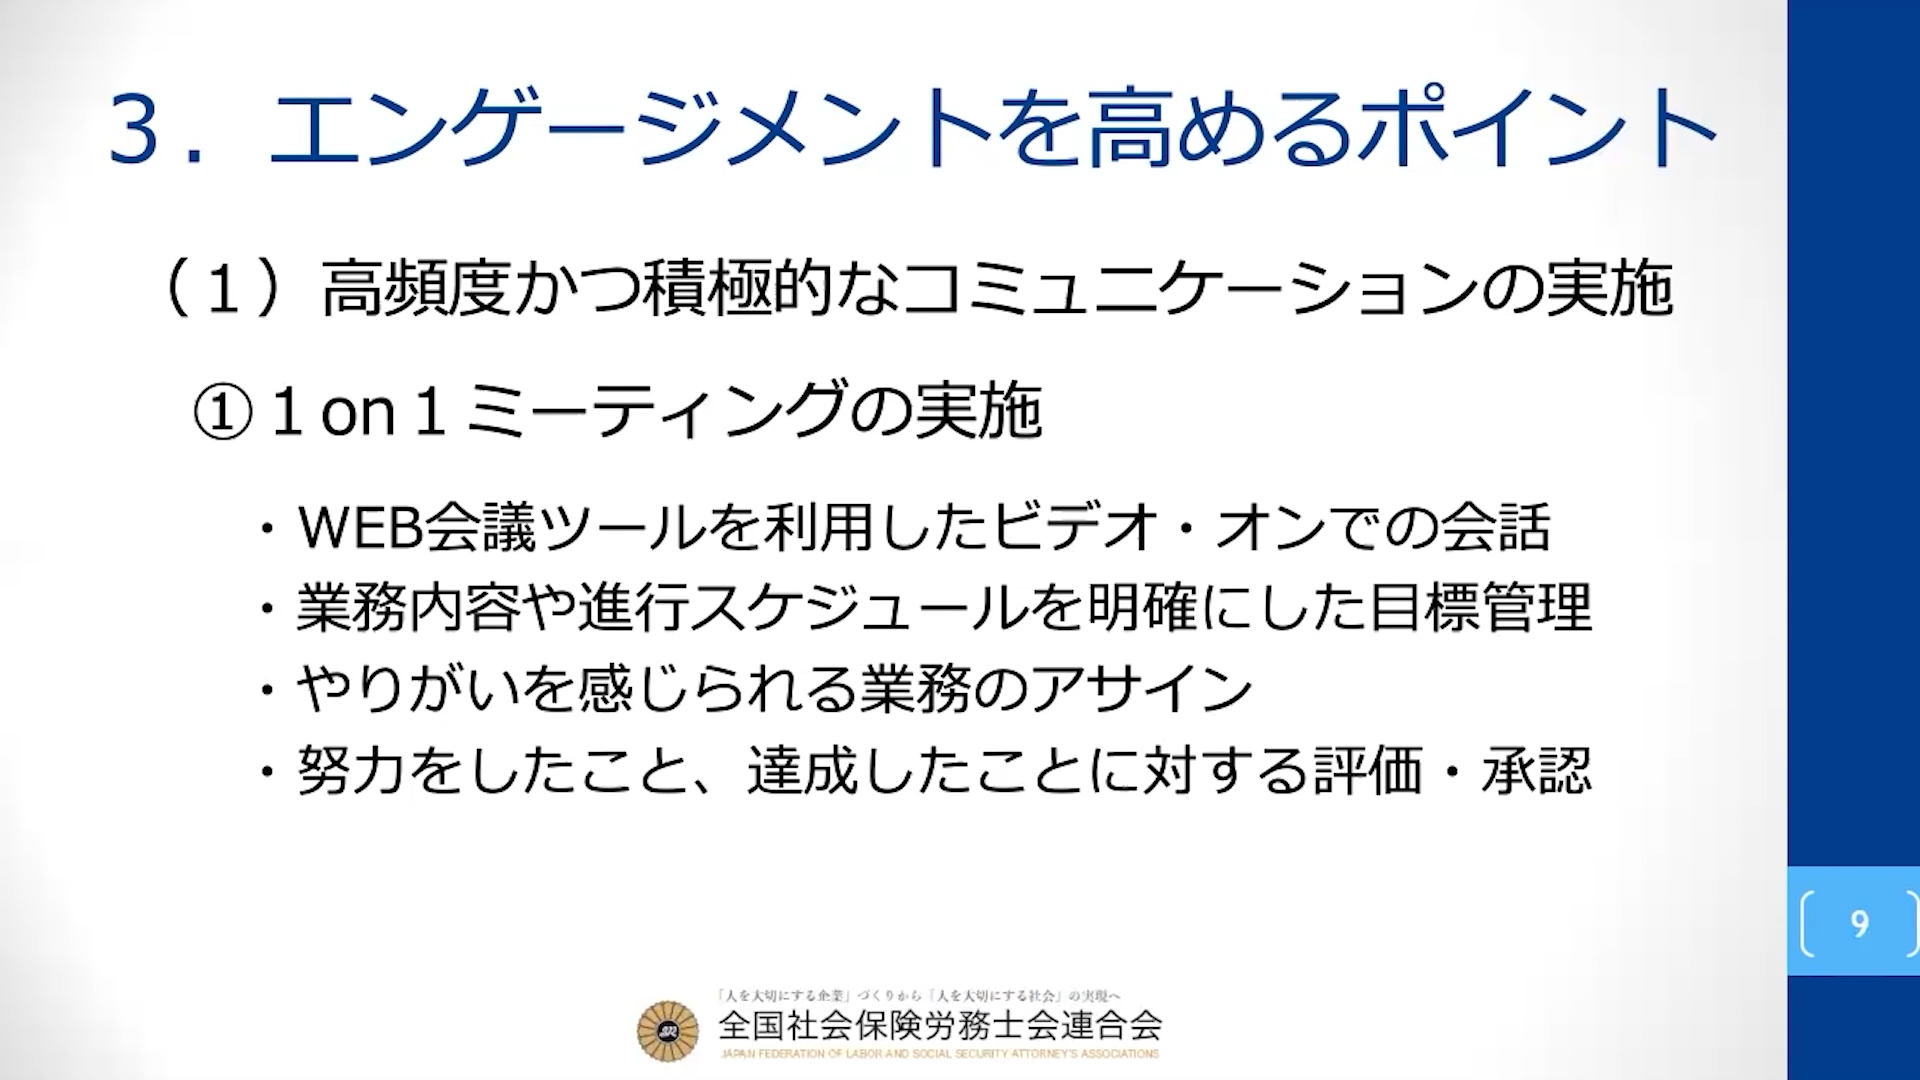 ３．エンゲージメントを高めるポイント
（１）高頻度かつ積極的なコミュニケーションの実施
①１on１ミーティングの実施
・WEB会議ツールを利用したビデオ・オンでの会話
・業務内容や進行スケジュールを明確にした目標管理
・やりがいを感じられる業務のアサイン
・努力をしたこと、達成したことに対する評価・承認
9
「人を大切にする企業」づくりから「人を大切にする社会」の実現へ
全国社会保険労務士会連合会
JAPAN FEDERATION OF LABOR AND SOCIAL SECURITY ATTORNEY'S ASSOCIATIONS